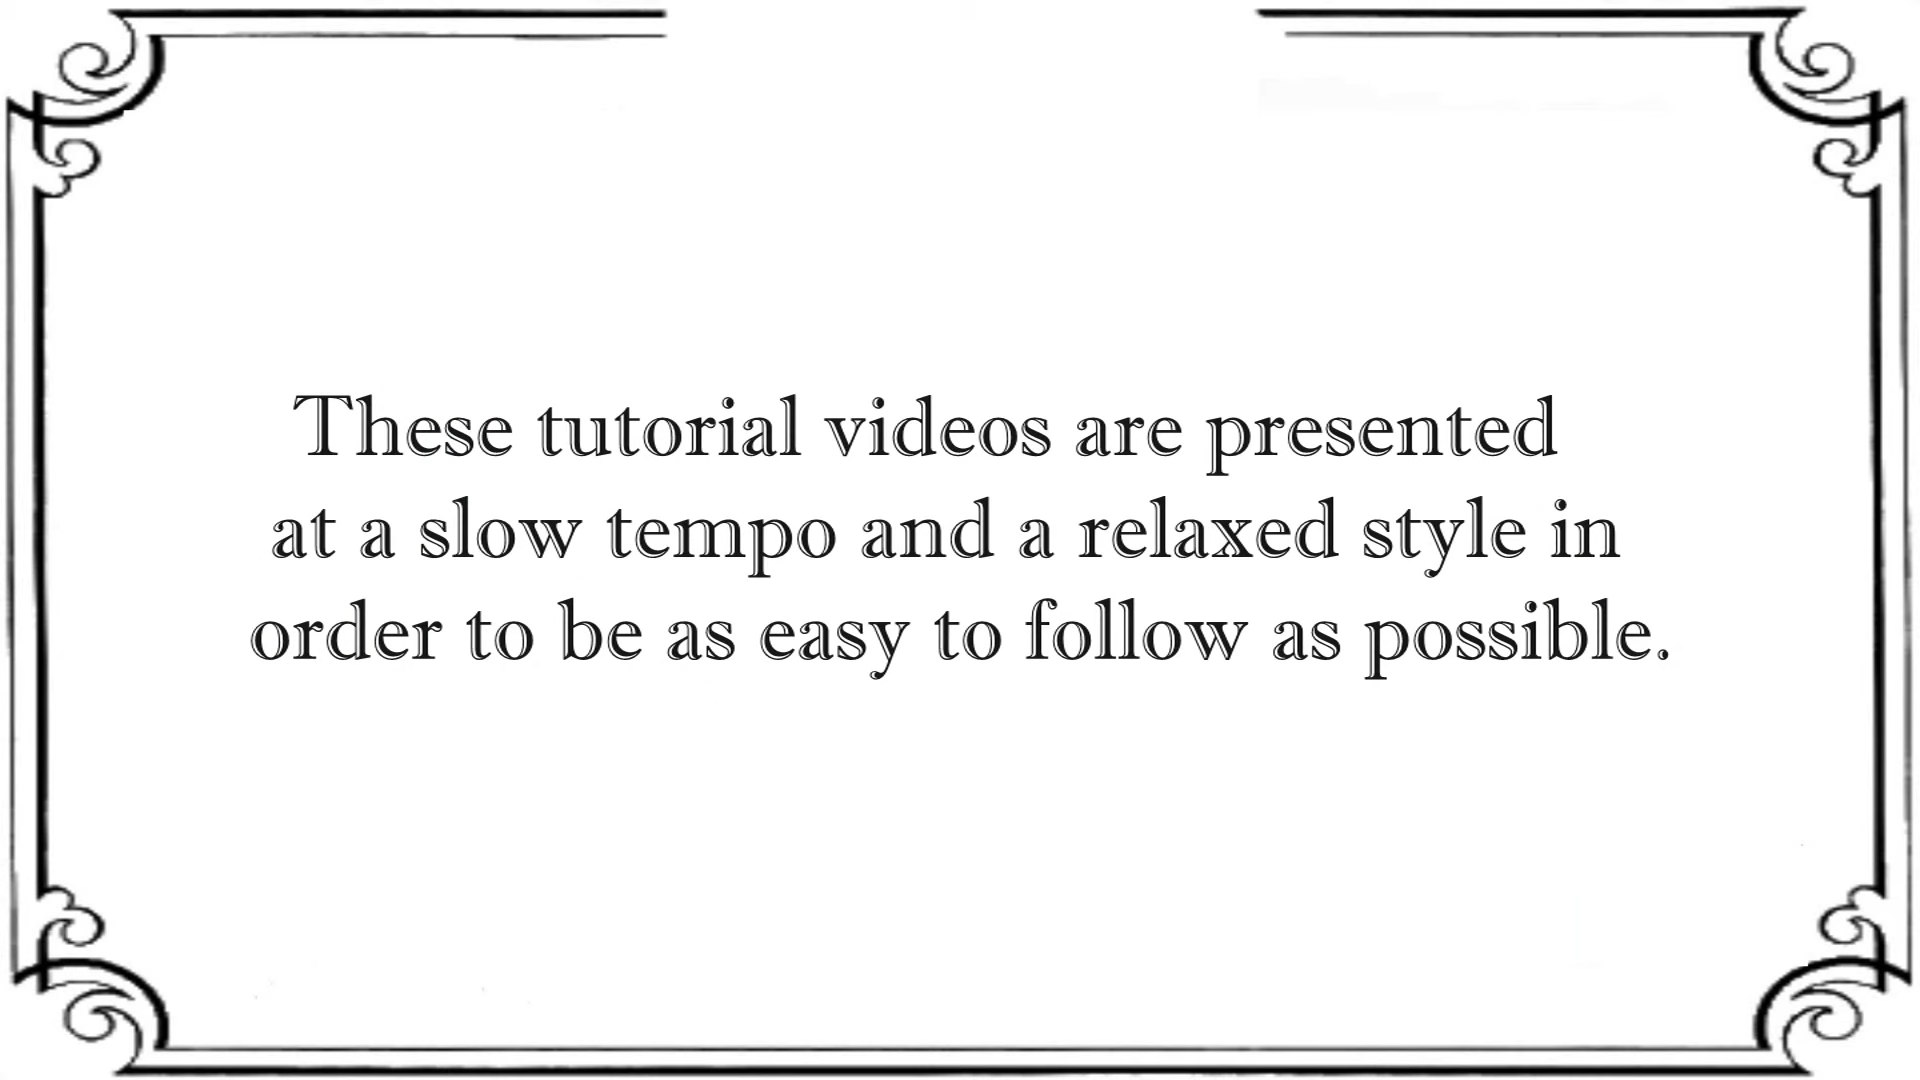 These tutorial videos are presented
at a slow tempo and a relaxed style in
order to be as easy to follow as possible.